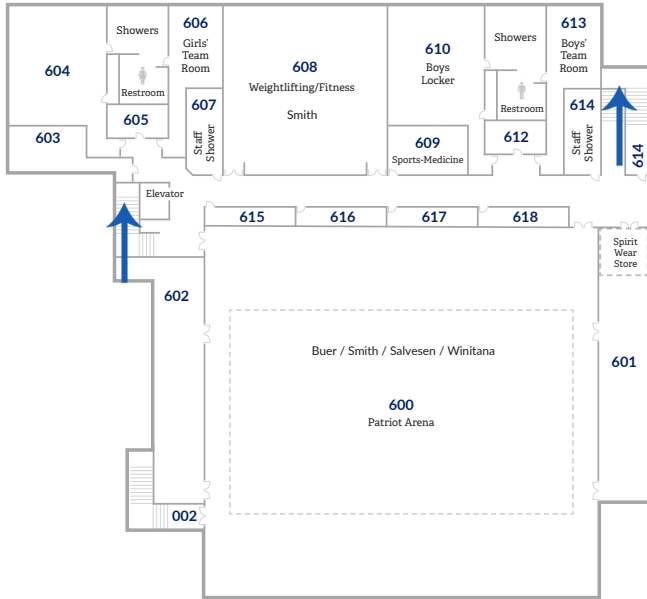 606
Girls'
Team
Room
Showers
604
Restroom
607
Staff
Shower
605
603
608
Weightlifting/Fitness
Smith
610
Boys
Locker
Showers
613
Boys'
Team
Room
Restroom
614
Staff
Shower
609
Sports-Medicine
612
614
Elevator
615
616
617
618
Spirit
Wear
Store
602
Buer / Smith / Salvesen / Winitana
600
Patriot Arena
601
002